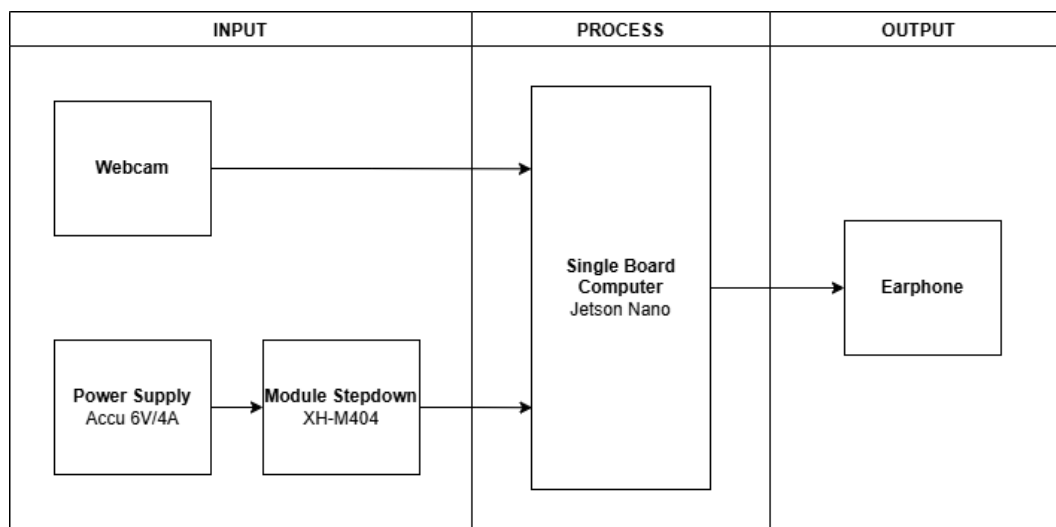 INPUT
PROCESS
OUTPUT
Webcam
Single Board
Computer
Jetson Nano
Earphone
Power Supply
Accu 6V/4A
Module Stepdown
XH-M404